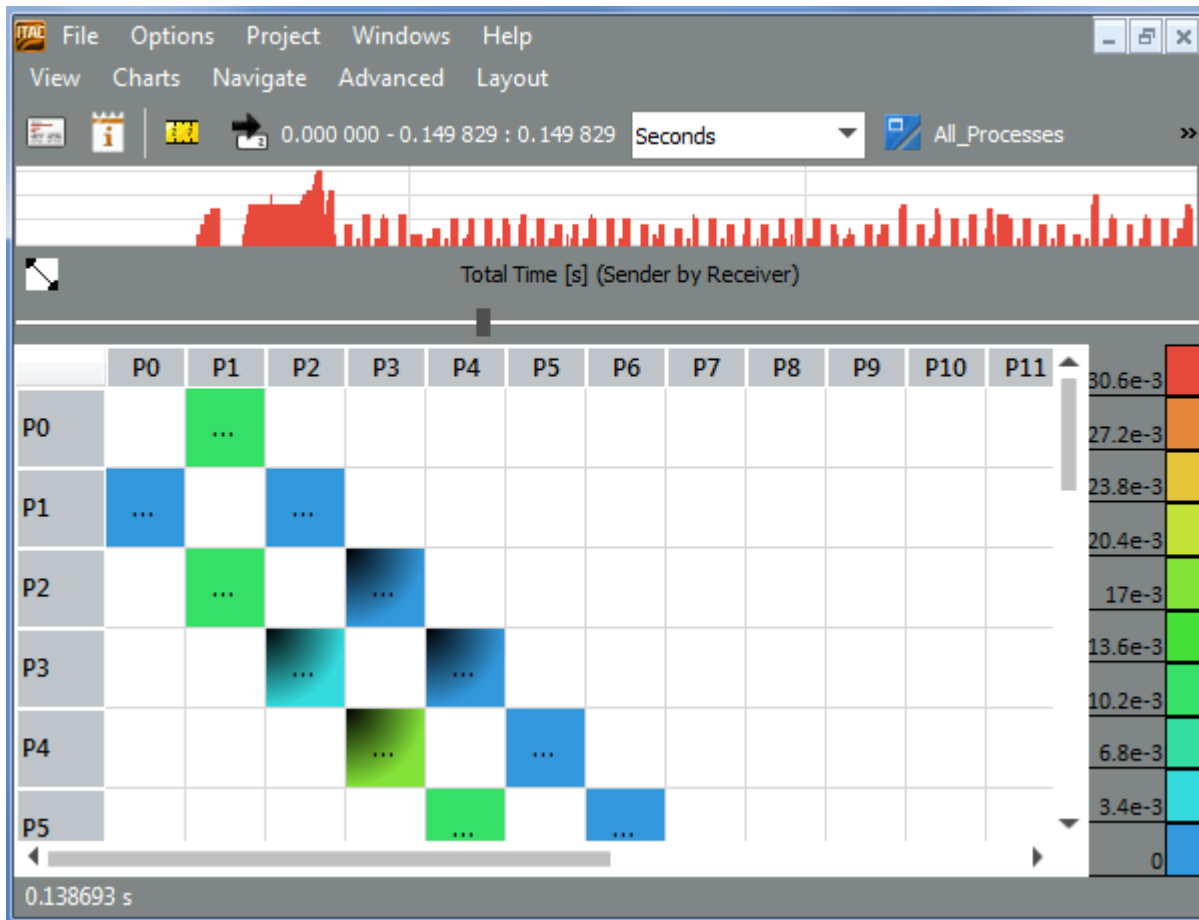 ITAC File Options Project Windows Help
View Charts Navigate Advanced Layout
i 2 0.000 000 - 0.149 829 : 0.149 829 Seconds All_Processes »
Total Time [s] (Sender by Receiver)
P0 P1 P2 P3 P4 P5 P6 P7 P8 P9 P10 P11
30.6e-3
P0 ...
27.2e-3
23.8e-3
P1 ... ...
20.4e-3
P2 ... ...
17e-3
13.6e-3
P3 ... ...
10.2e-3
P4 ... ...
6.8e-3
3.4e-3
P5 ... ...
0
0.138693 s